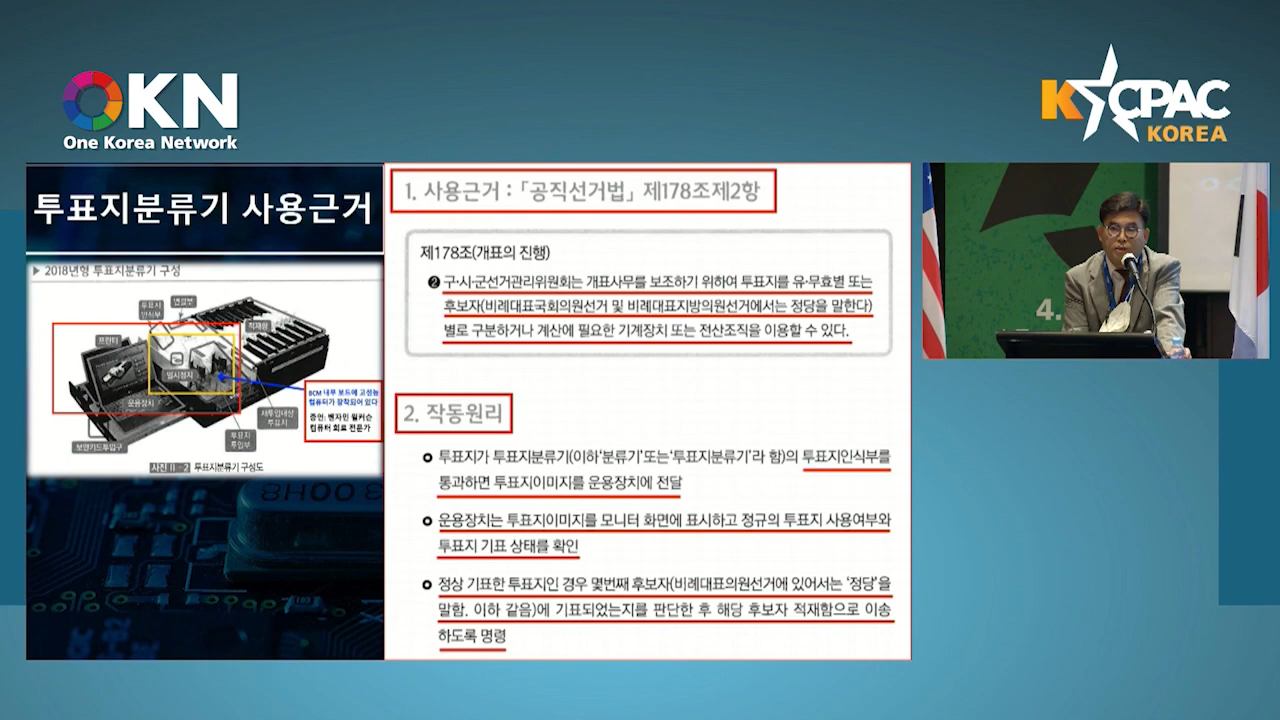 OKN
One Korea Network
KCPAC
KOREA
투표지분류기 사용근거
▶ 2018년형 투표지분류기 구성
투표지
인식부
연결부
적재함
프린터
일시정지
운용장치
BCM 내부 보드에 고성능
컴퓨터가 장착되어 있다
증언: 벤자민 윌커슨
컴퓨터 회로 전문가
재투입대상
투표지
투표지
투입부
보안카드투입구
사진 Ⅱ-2 투표지분류기 구성도
1. 사용근거 : 「공직선거법」 제178조제2항
제178조(개표의 진행)
❷ 구·시·군선거관리위원회는 개표사무를 보조하기 위하여 투표지를 유·무효별 또는
후보자(비례대표국회의원선거 및 비례대표지방의원선거에서는 정당을 말한다)
별로 구분하거나 계산에 필요한 기계장치 또는 전산조직을 이용할 수 있다.
2. 작동원리
투표지가 투표지분류기(이하‘분류기’또는‘투표지분류기’라 함)의 투표지인식부를
통과하면 투표지이미지를 운용장치에 전달
운용장치는 투표지이미지를 모니터 화면에 표시하고 정규의 투표지 사용여부와
투표지 기표 상태를 확인
정상 기표한 투표지인 경우 몇번째 후보자(비례대표의원선거에 있어서는 ‘정당’을
말함. 이하 같음)에 기표되었는지를 판단한 후 해당 후보자 적재함으로 이송
하도록 명령
4.